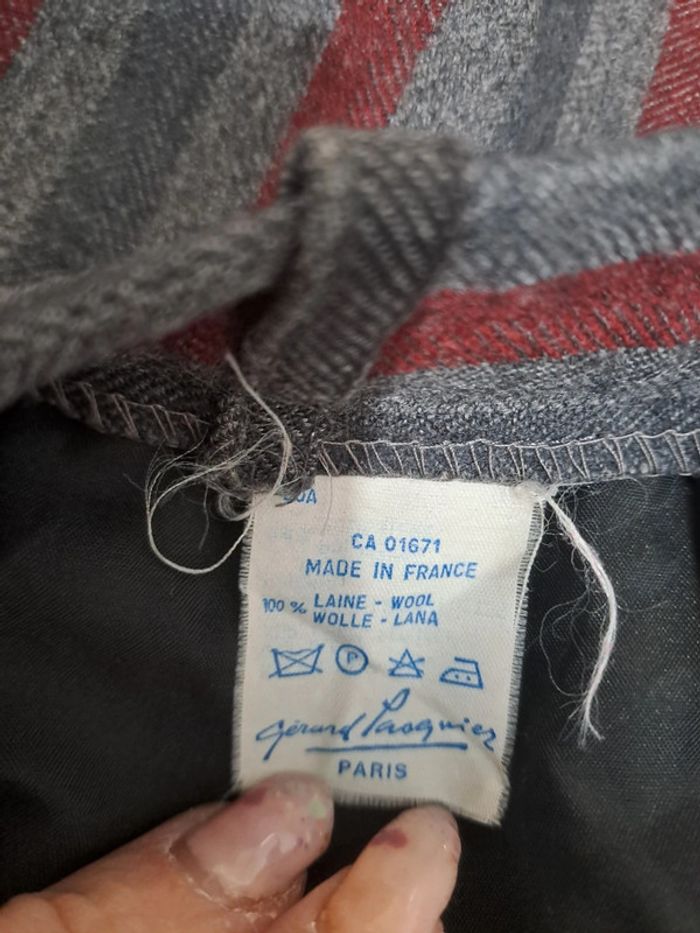 CA 01671
MADE IN FRANCE
100 % LAINE - WOOL
WOLLE - LANA
P
Gérard Pasquier
PARIS